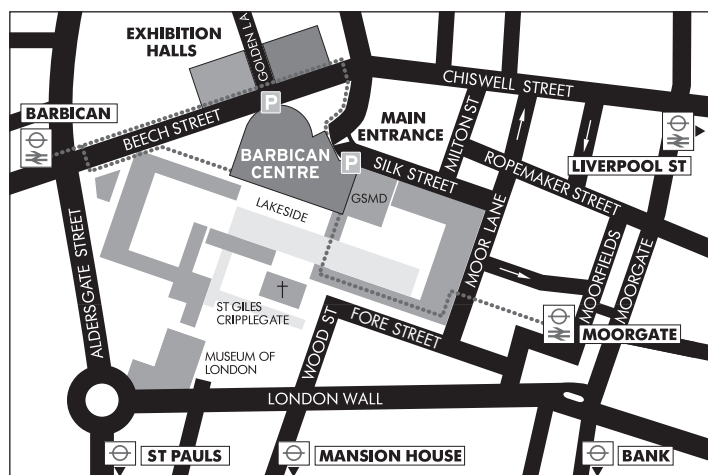 EXHIBITION
HALLS
GOLDEN LA
CHISWELL STREET
BARBICAN
BEECH STREET
P
MAIN
ENTRANCE
MILTON ST
LIVERPOOL ST
BARBICAN
CENTRE
P
SILK STREET
ROPEMAKER STREET
GSMD
LAKESIDE
MOOR LANE
MOORFIELDS
MOORGATE
ALDERSGATE STREET
ST GILES
CRIPPLEGATE
WOOD ST
FORE STREET
MOORGATE
MUSEUM OF
LONDON
LONDON WALL
ST PAULS
MANSION HOUSE
BANK